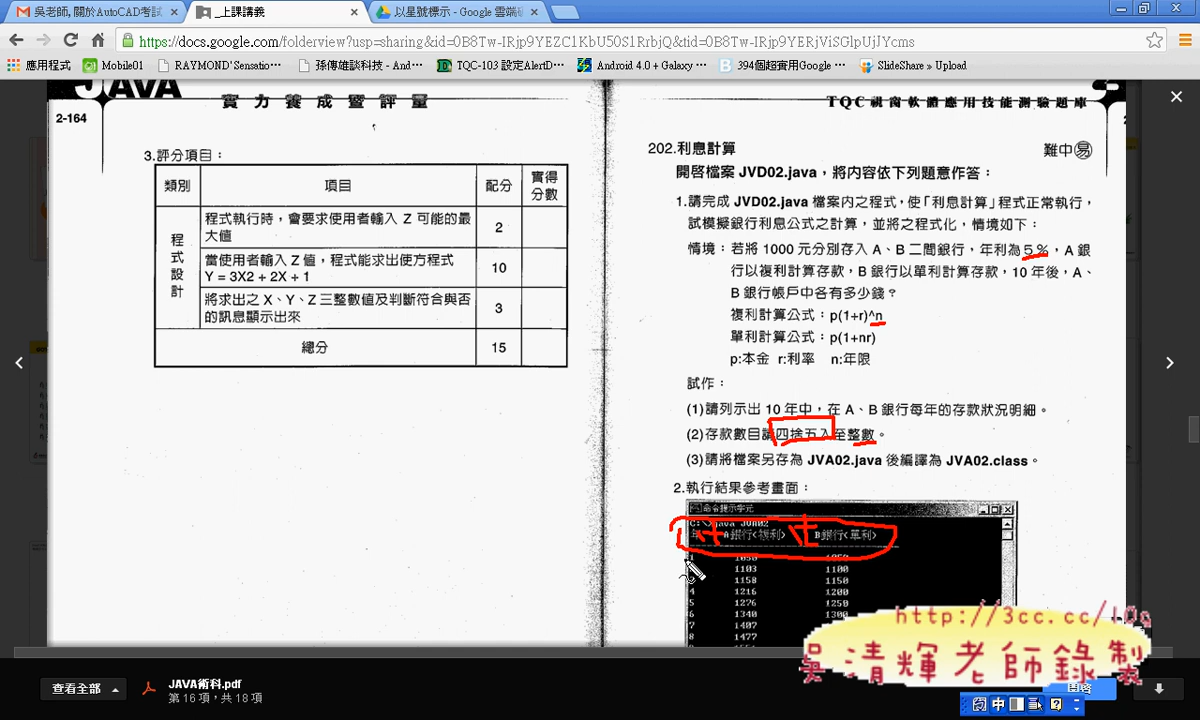 吳老師, 關於AutoCAD考試
_上課講義
以星號標示 - Google 雲端硬
https://docs.google.com/folderview?usp=sharing&id=0B8Tw-IRjp9YEZC1KbU50S1RrbjQ&tid=0B8Tw-IRjp9YERjViSGlpUjJYcms
應用程式
Mobile01
RAYMOND'Sensatio…
孫傳雄談科技 - And…
TQC-103 設定AlertD…
Android 4.0 + Galaxy …
394個超實用Google …
SlideShare » Upload
JAVA
實力養成暨評量
2-164
3.評分項目：
類別
項目
配分
實得分數
程式設計
程式執行時，會要求使用者輸入 Z 可能的最
大值
2
當使用者輸入 Z 值，程式能求出使方程式
Y = 3X2 + 2X + 1
10
將求出之 X、Y、Z 三整數值及判斷符合與否
的訊息顯示出來
3
總分
15
TQC視窗軟體應用技能測驗題庫
202.利息計算
難中易
開啓檔案 JVD02.java，將內容依下列題意作答：
1.請完成 JVD02.java 檔案內之程式，使「利息計算」程式正常執行，
試模擬銀行利息公式之計算，並將之程式化，情境如下：
情境：若將 1000 元分別存入 A、B 二間銀行，年利為５%，A 銀
行以複利計算存款，B 銀行以單利計算存款，10 年後，A、
B 銀行帳戶中各有多少錢？
複利計算公式：p(1+r)^n
單利計算公式：p(1+nr)
p:本金 r:利率 n:年限
試作：
(1)請列示出 10 年中，在 A、B 銀行每年的存款狀況明細。
(2)存款數目請四捨五入至整數。
(3)請將檔案另存為 JVA02.java 後編譯為 JVA02.class。
2.執行結果參考畫面：
命令提示字元
C:\>java JVA02
年 A銀行<複利> B銀行<單利>
1 1050 1050
1103 1100
1158 1150
4 1216 1200
5 1276 1250
6 1340 1300
7 1407
8 1477
http://3cc.cc/10q
吳清輝老師錄製
查看全部
JAVA術科.pdf
第 16 項，共 18 項
中